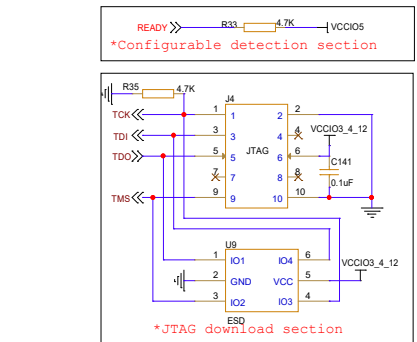 READY R33 4.7K VCCIO5
*Configurable detection section
R35 4.7K
J4
TCK 1 1 2 2
TDI 3 3 4 4 VCCIO3_4_12
TDO 5 5 JTAG 6 6
7 7 8 8 C141
0.1uF
TMS 9 9 10 10
U9
1 IO1 IO4 6
2 GND VCC 5 VCCIO3_4_12
3 IO2 IO3 4
ESD
*JTAG download section